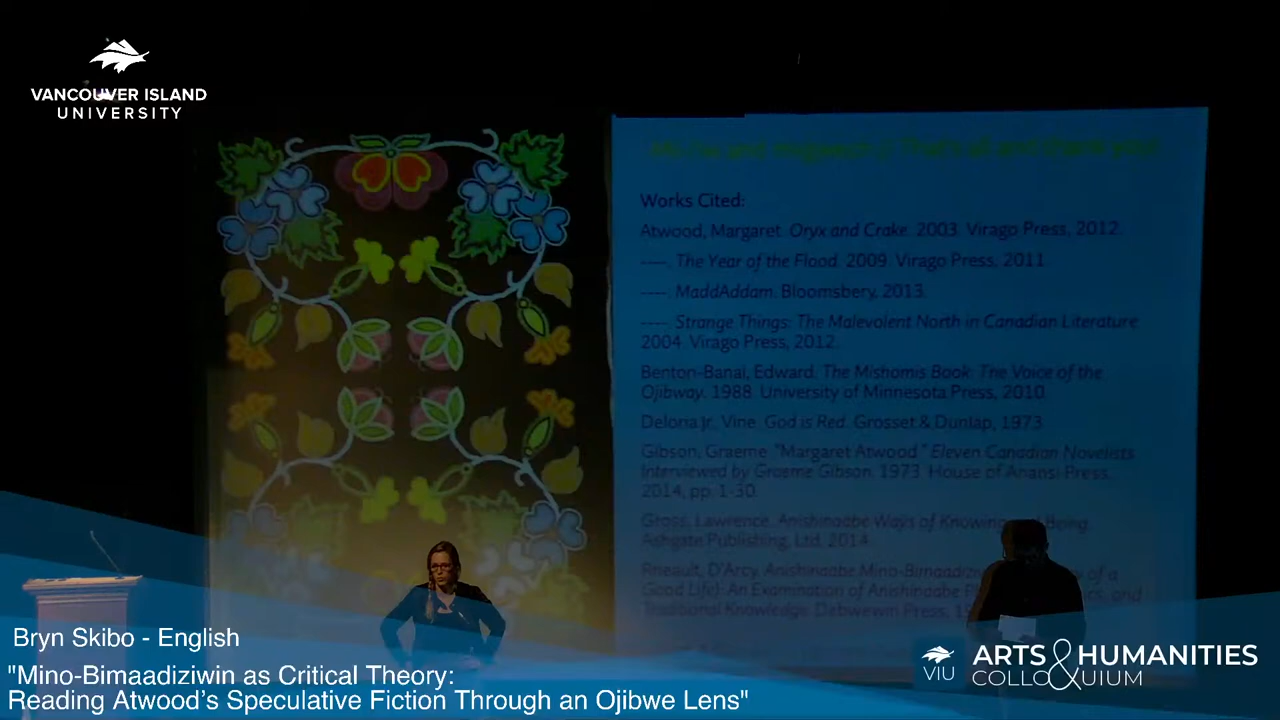 VANCOUVER ISLAND
UNIVERSITY
Works Cited:
Atwood, Margaret. Oryx and Crake. 2003. Virago Press, 2012.
----. The Year of the Flood. 2009. Virago Press, 2011.
----. MaddAddam. Bloomsbery, 2013.
----. Strange Things: The Malevolent North in Canadian Literature.
2004. Virago Press, 2012.
Benton-Banai, Edward. The Mishomis Book: The Voice of the
Ojibway. 1988. University of Minnesota Press, 2010.
Deloria Jr., Vine. God is Red. Grosset & Dunlap, 1973.
Gibson, Graeme. "Margaret Atwood." Eleven Canadian Novelists
Interviewed by Graeme Gibson. 1973. House of Anansi Press,
2014, pp. 1-30.
Gross, Lawrence. Anishinaabe Ways of Knowing and Being.
Ashgate Publishing, Ltd. 2014.
Rheault, D'Arcy. Anishinaabe Mino-Bimaadiz of a
Good Life): An Examination of Anishinaabe and
Traditional Knowledge. Debwewin Press,
Bryn Skibo - English
"Mino-Bimaadiziwin as Critical Theory:
Reading Atwood's Speculative Fiction Through an Ojibwe Lens"
VIU
ARTS & HUMANITIES
COLLOQUIUM